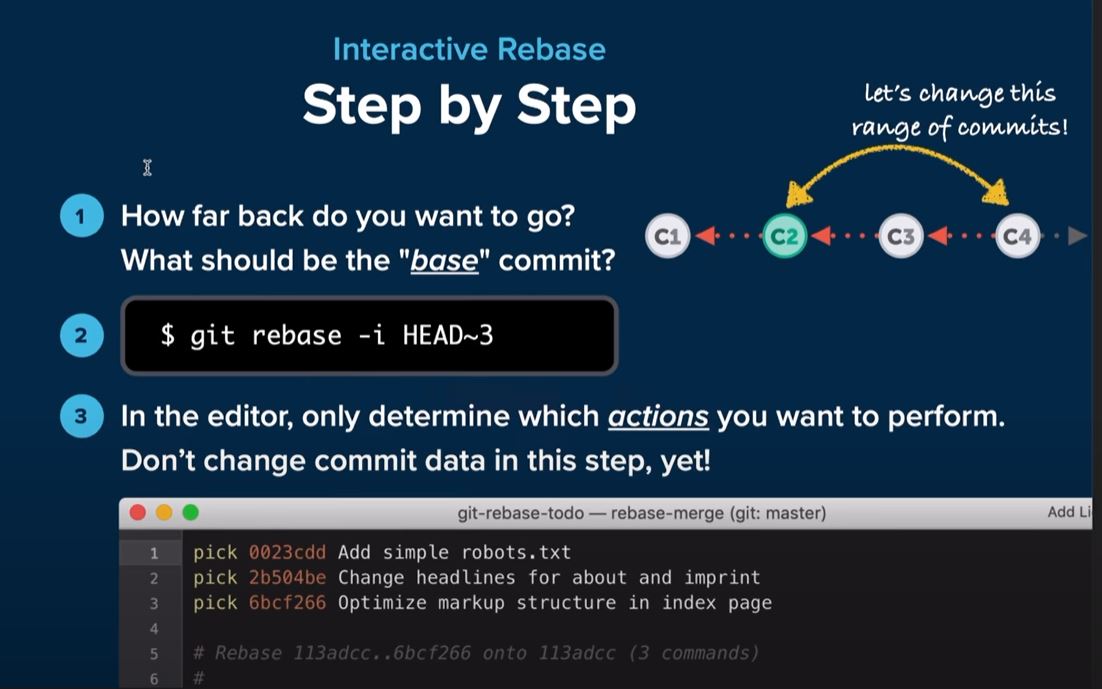 Interactive Rebase
Step by Step
let's change this
range of commits!
C1
C2
C3
C4
1
How far back do you want to go?
What should be the "base" commit?
2
$ git rebase -i HEAD~3
3
In the editor, only determine which actions you want to perform.
Don't change commit data in this step, yet!
git-rebase-todo — rebase-merge (git: master)
Add Li
1 pick 0023cdd Add simple robots.txt
2 pick 2b504be Change headlines for about and imprint
3 pick 6bcf266 Optimize markup structure in index page
4
5 # Rebase 113adcc..6bcf266 onto 113adcc (3 commands)
6 #